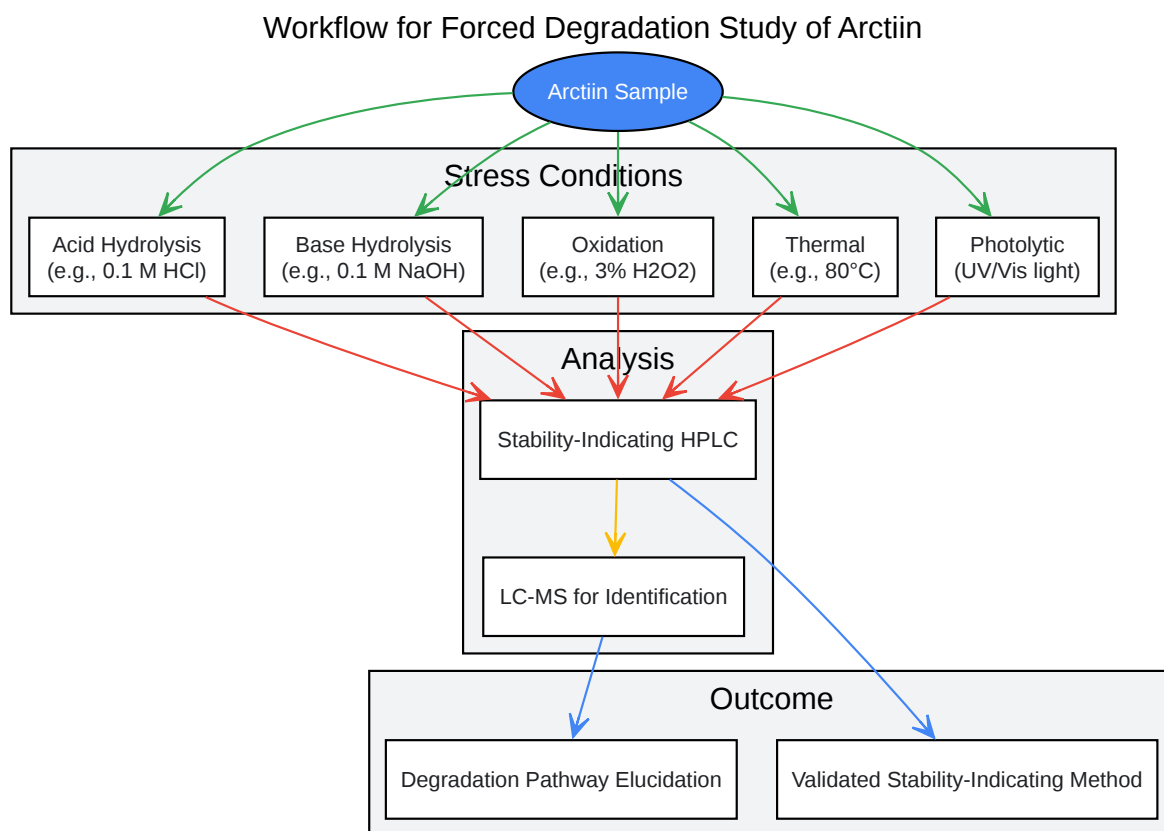 Workflow for Forced Degradation Study of Arctiin
Arctiin Sample
Stress Conditions
Acid Hydrolysis
(e.g., 0.1 M HCl)
Base Hydrolysis
(e.g., 0.1 M NaOH)
Oxidation
(e.g., 3% H2O2)
Thermal
(e.g., 80°C)
Photolytic
(UV/Vis light)
Analysis
Stability-Indicating HPLC
LC-MS for Identification
Outcome
Degradation Pathway Elucidation
Validated Stability-Indicating Method